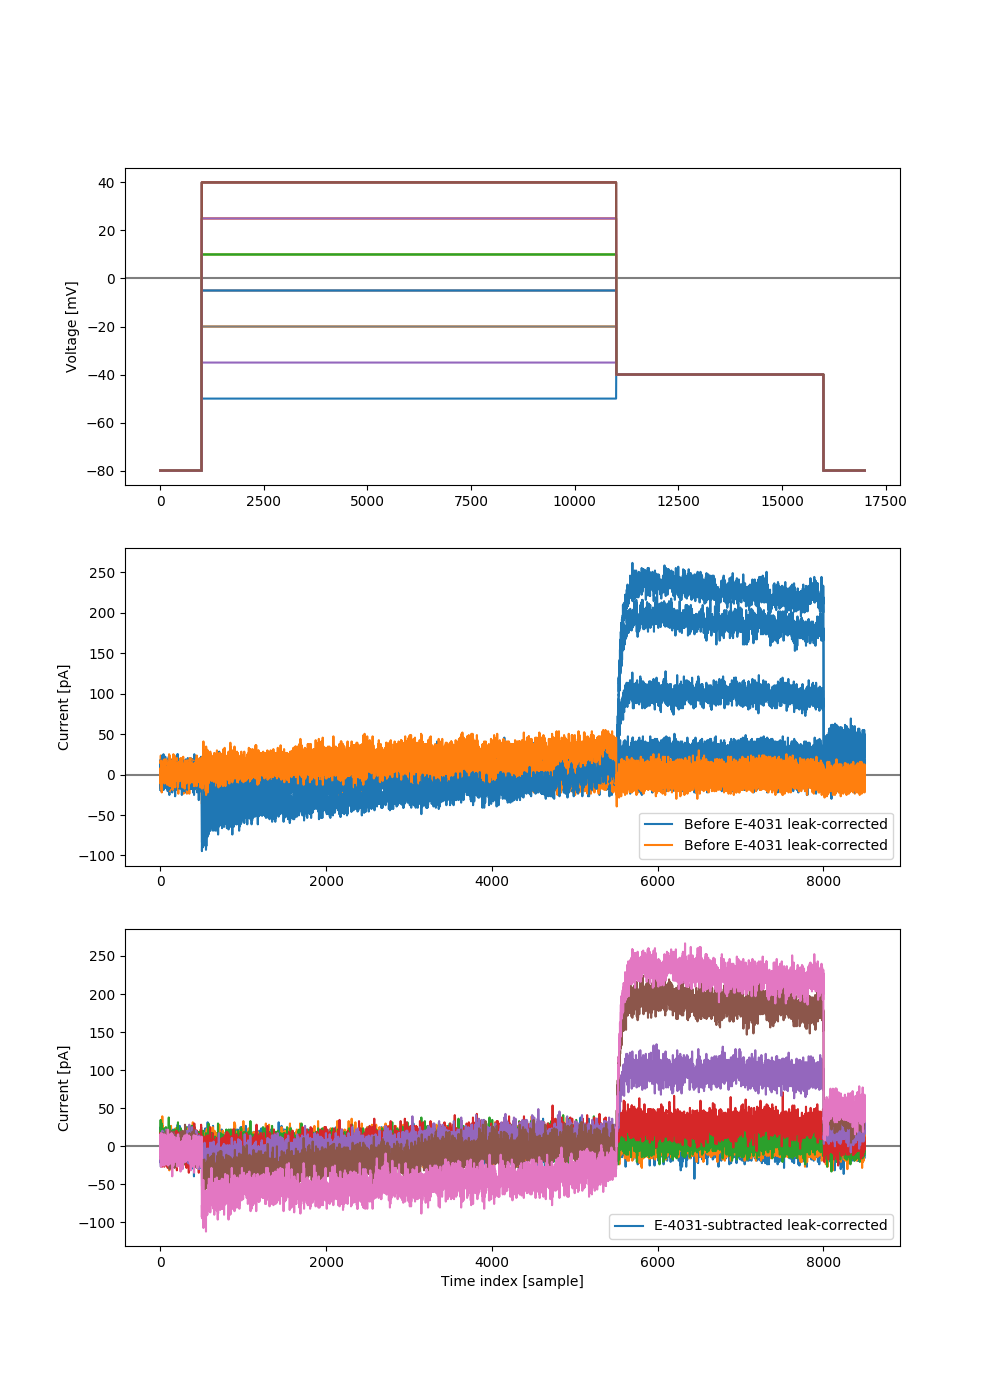 40
20
0
−20
−40
−60
−80
Voltage [mV]
0 2500 5000 7500 10000 12500 15000 17500
250
200
150
100
50
0
−50
−100
Current [pA]
Before E-4031 leak-corrected
Before E-4031 leak-corrected
0 2000 4000 6000 8000
250
200
150
100
50
0
−50
−100
Current [pA]
E-4031-subtracted leak-corrected
0 2000 4000 6000 8000
Time index [sample]